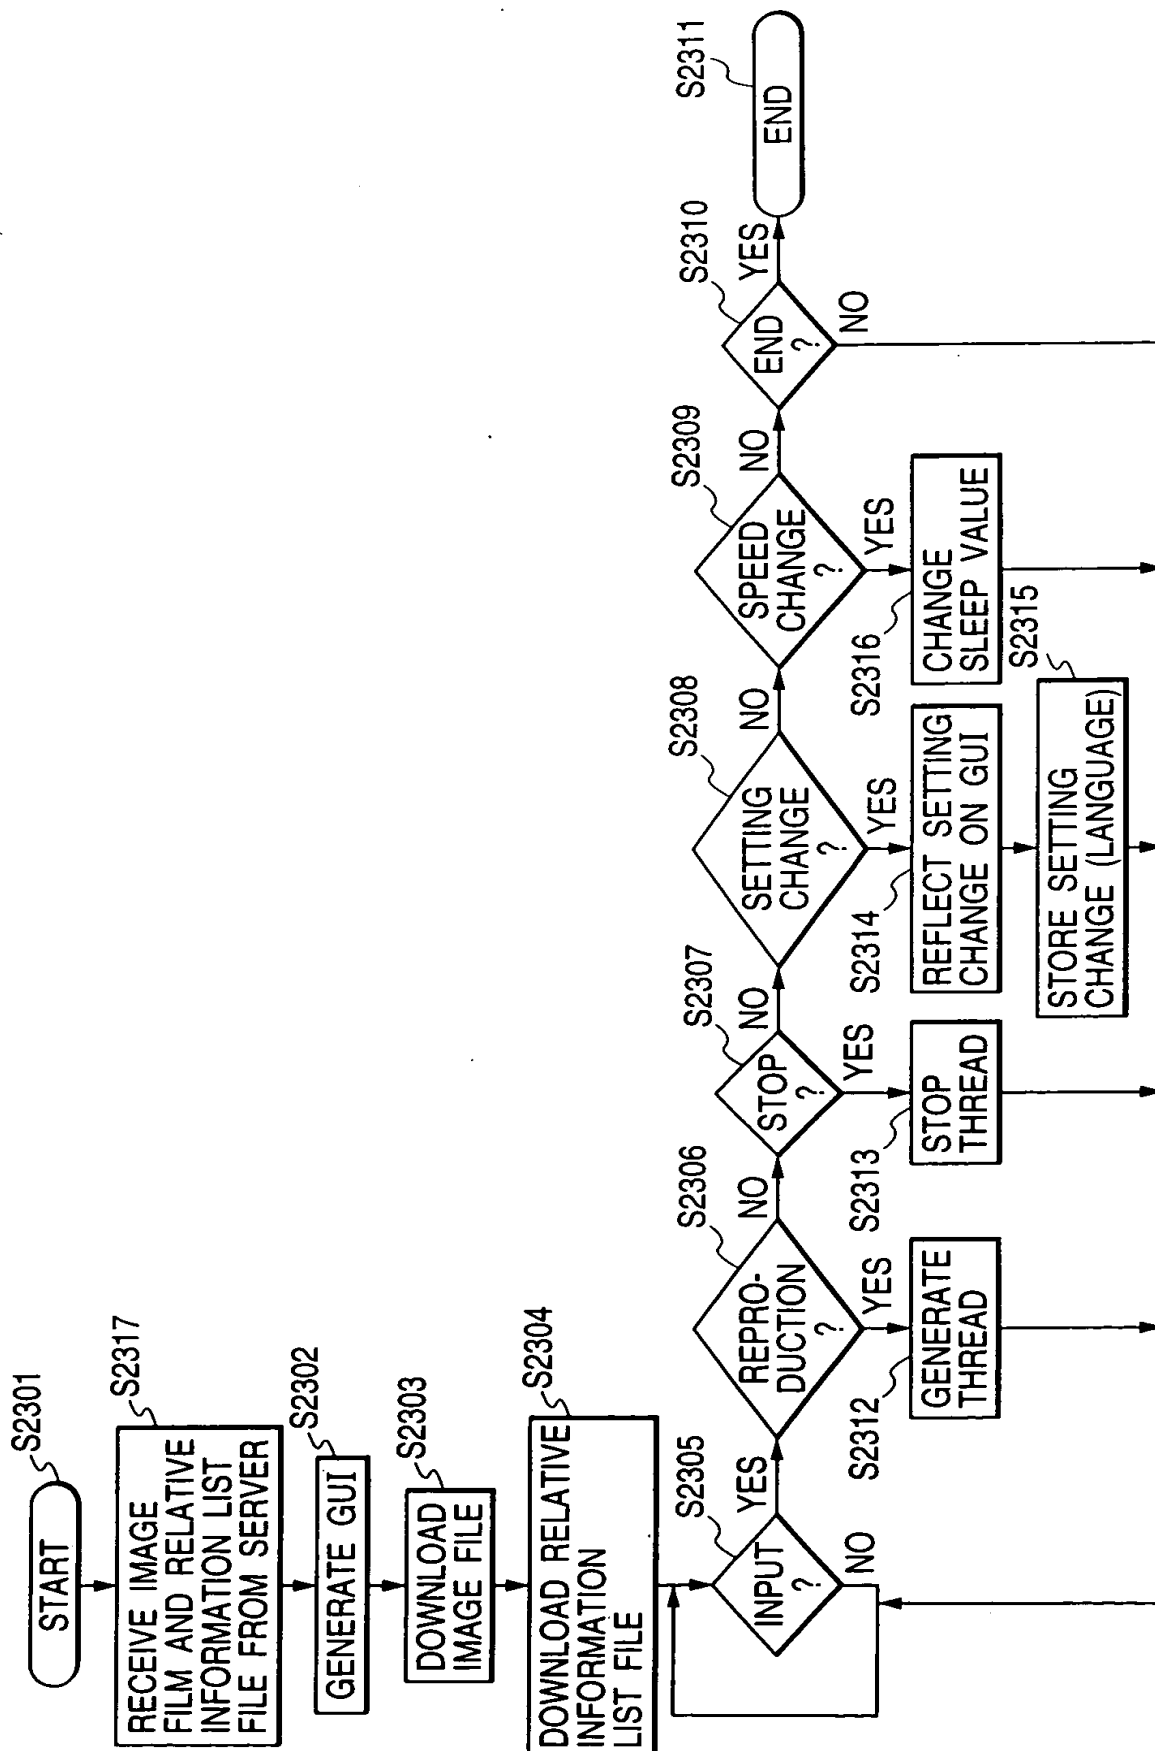 START
S2301
RECEIVE IMAGE
FILM AND RELATIVE
INFORMATION LIST
FILE FROM SERVER
S2317
GENERATE GUI
S2302
DOWNLOAD
IMAGE FILE
S2303
DOWNLOAD RELATIVE
INFORMATION
LIST FILE
S2304
INPUT
?
S2305
YES
NO
REPRO-
DUCTION
?
S2306
NO
YES
GENERATE
THREAD
S2312
STOP
?
S2307
NO
YES
STOP
THREAD
S2313
SETTING
CHANGE
?
S2308
NO
YES
REFLECT SETTING
CHANGE ON GUI
S2314
STORE SETTING
CHANGE (LANGUAGE)
S2315
SPEED
CHANGE
?
S2309
NO
YES
CHANGE
SLEEP VALUE
S2316
END
?
S2310
YES
NO
END
S2311